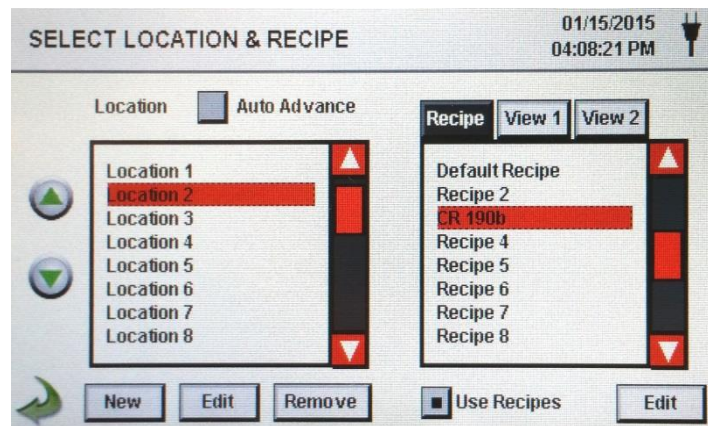 SELECT LOCATION & RECIPE
01/15/2015
04:08:21 PM
Location
Auto Advance
Recipe
View 1
View 2
Location 1
Location 2
Location 3
Location 4
Location 5
Location 6
Location 7
Location 8
Default Recipe
Recipe 2
CR 190b
Recipe 4
Recipe 5
Recipe 6
Recipe 7
Recipe 8
New
Edit
Remove
Use Recipes
Edit